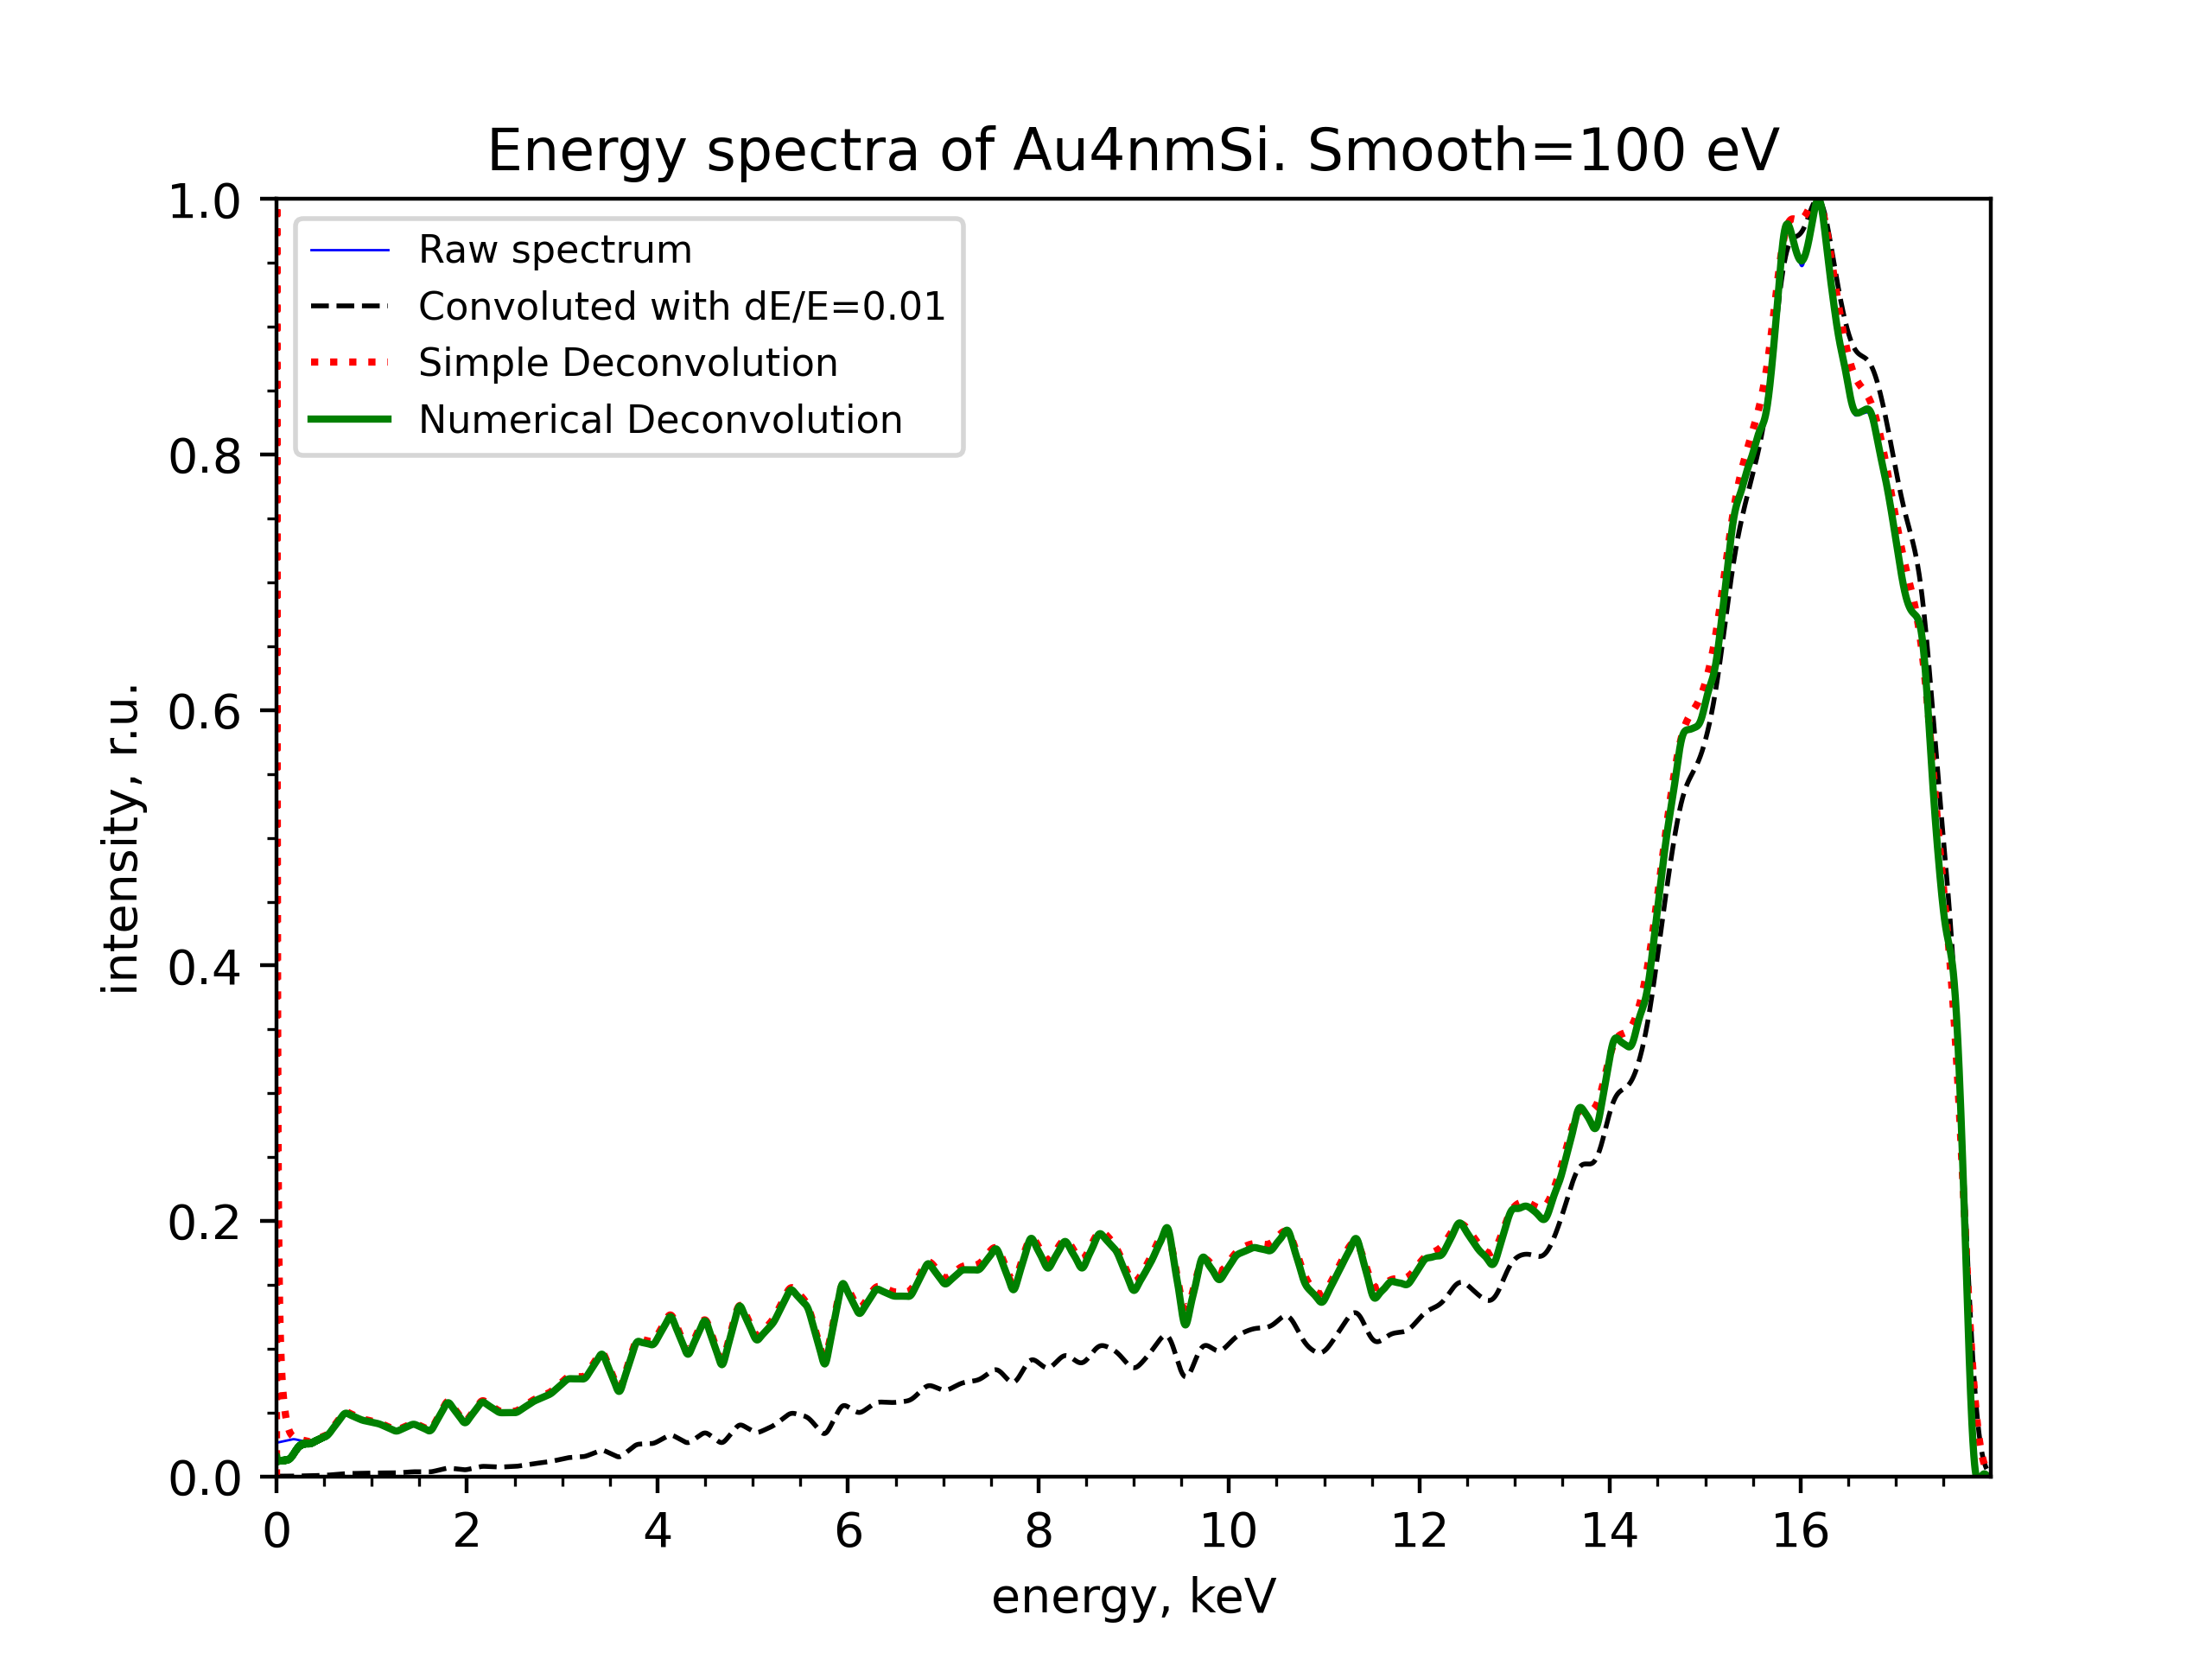 Energy spectra of Au4nmSi. Smooth=100 eV
1.0
0.8
0.6
0.4
0.2
0.0
intensity, r.u.
Raw spectrum
Convoluted with dE/E=0.01
Simple Deconvolution
Numerical Deconvolution
0 2 4 6 8 10 12 14 16
energy, keV